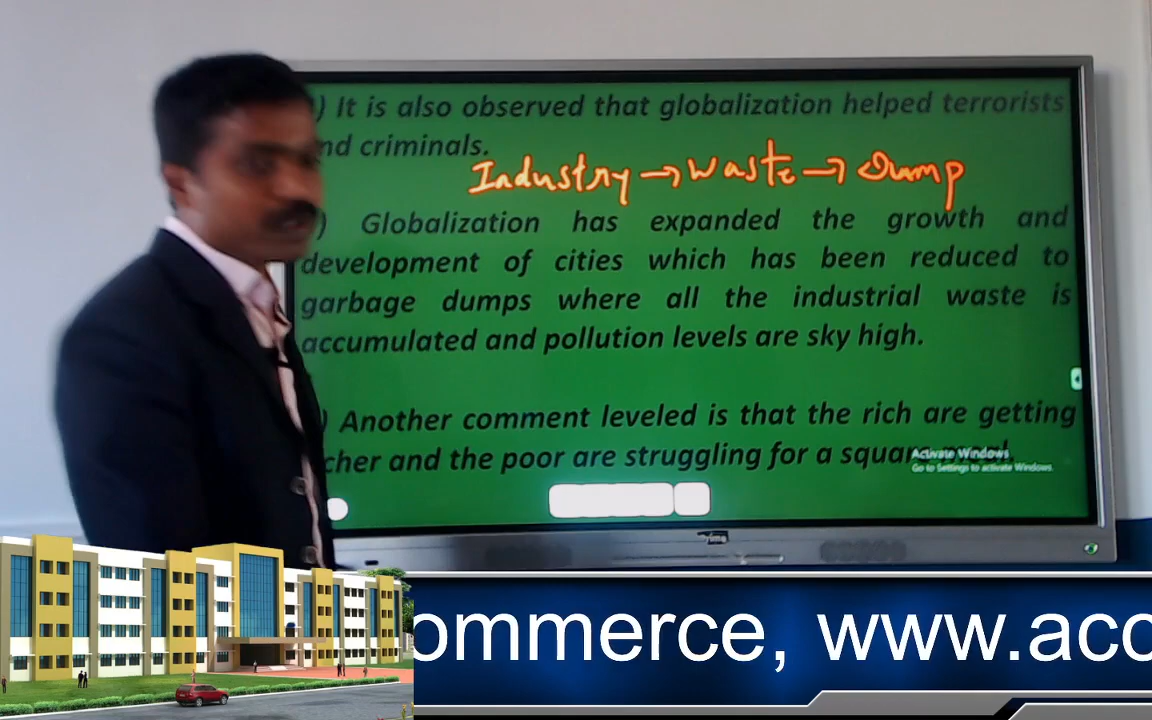 ) It is also observed that globalization helped terrorists
nd criminals.
Industry → Waste → Dump
) Globalization has expanded the growth and
development of cities which has been reduced to
garbage dumps where all the industrial waste is
accumulated and pollution levels are sky high.
) Another comment leveled is that the rich are getting
cher and the poor are struggling for a square meal.
Activate Windows
Go to Settings to activate Windows.
Prime
ommerce, www.acc